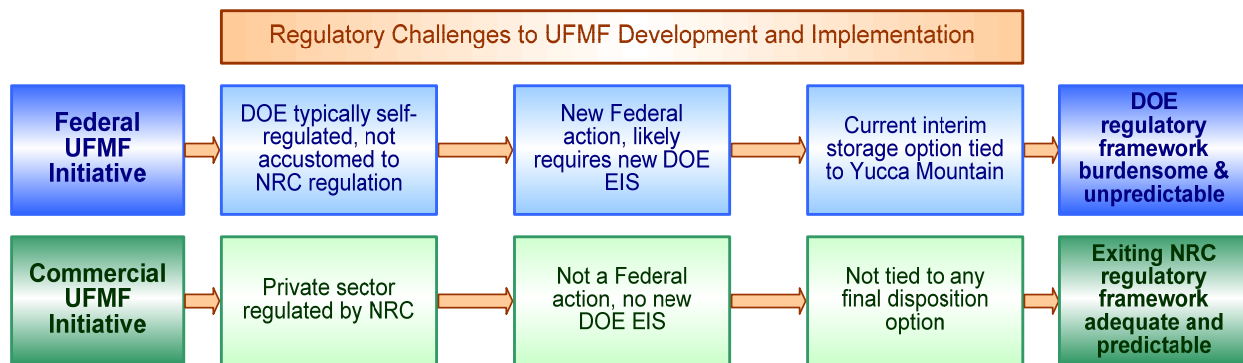 Regulatory Challenges to UFMF Development and Implementation
Federal
UFMF
Initiative
DOE typically self-
regulated, not
accustomed to
NRC regulation
New Federal
action, likely
requires new DOE
EIS
Current interim
storage option tied
to Yucca Mountain
DOE
regulatory
framework
burdensome &
unpredictable
Commercial
UFMF
Initiative
Private sector
regulated by NRC
Not a Federal
action, no new
DOE EIS
Not tied to any
final disposition
option
Exiting NRC
regulatory
framework
adequate and
predictable